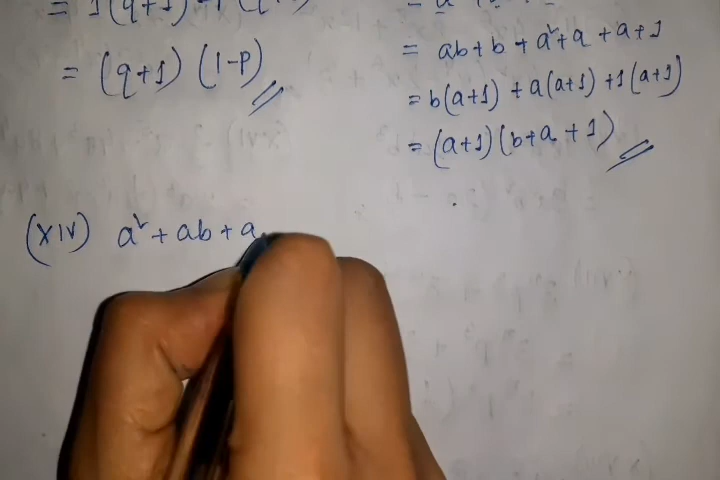 = (q+1) (1-p)
= ab + b + a² + a + a + 1
= b(a+1) + a(a+1) + 1(a+1)
= (a+1) (b+a+1)
(XIV) a² + ab + a